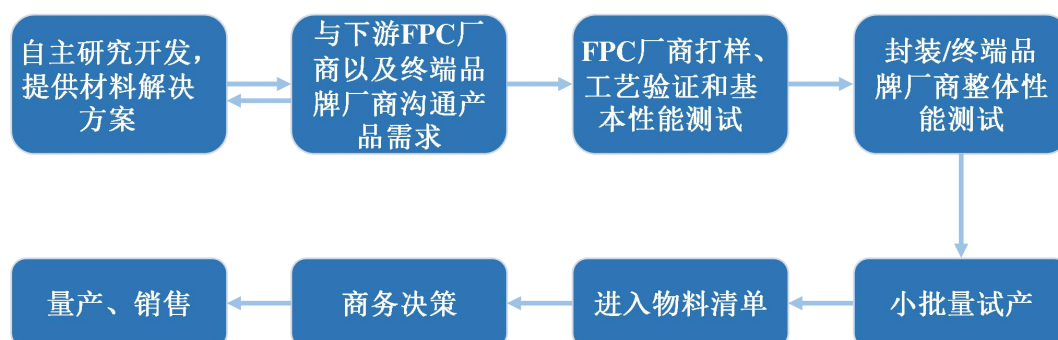 自主研究开发，
提供材料解决
方案
与下游FPC厂
商以及终端品
牌厂商沟通产
品需求
FPC厂商打样、
工艺验证和基
本性能测试
封装/终端品
牌厂商整体性
能测试
量产、销售
商务决策
进入物料清单
小批量试产